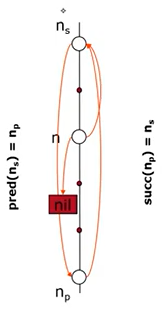 n_s
pred(n_s) = n_p
n
nil
succ(n_p) = n_s
n_p